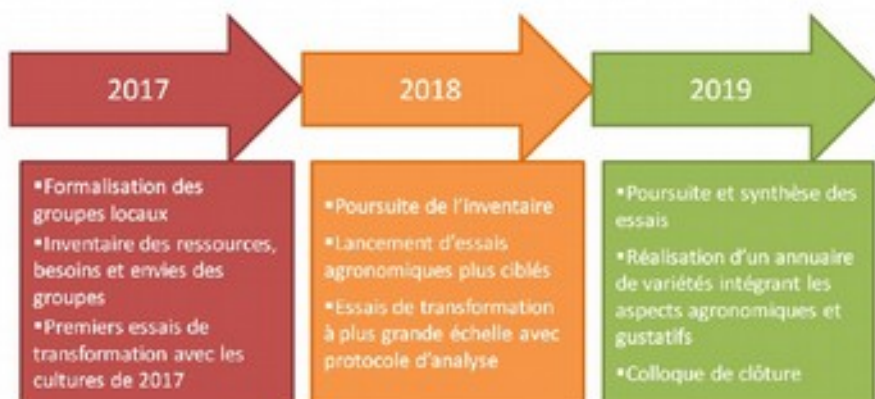 2017
2018
2019
▪Formalisation des
groupes locaux
▪Inventaire des ressources,
besoins et envies des
groupes
▪Premiers essais de
transformation avec les
cultures de 2017
▪Poursuite de l'inventaire
▪Lancement d'essais
agronomiques plus ciblés
▪Essais de transformation
à plus grande échelle avec
protocole d'analyse
▪Poursuite et synthèse des
essais
▪Réalisation d'un annuaire
de variétés intégrant les
aspects agronomiques et
gustatifs
▪Colloque de clôture